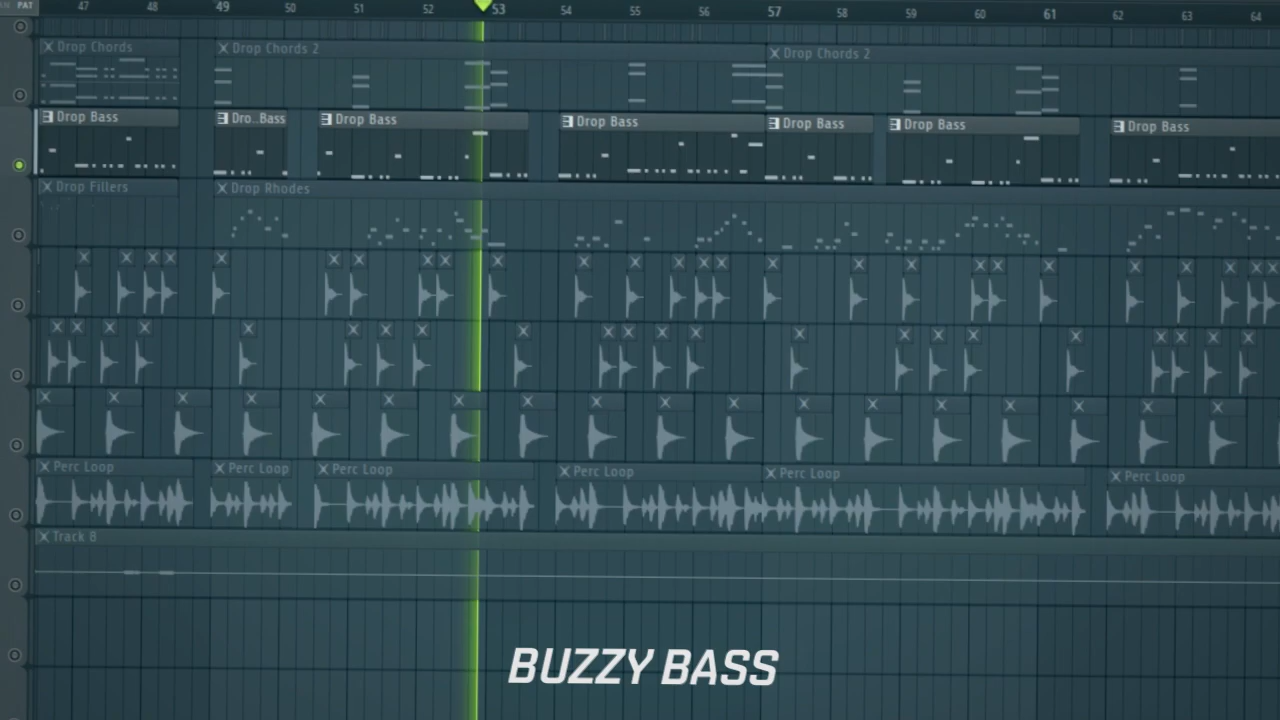 PAT 47 48 49 50 51 52 53 54 55 56 57 58 59 60 61 62 63 64
Drop Chords Drop Chords 2 Drop Chords 2
Drop Bass Dro..Bass Drop Bass Drop Bass Drop Bass Drop Bass Drop Bass
Drop Fillers Drop Rhodes
Perc Loop Perc Loop Perc Loop Perc Loop Perc Loop Perc Loop
Track 8
BUZZY BASS